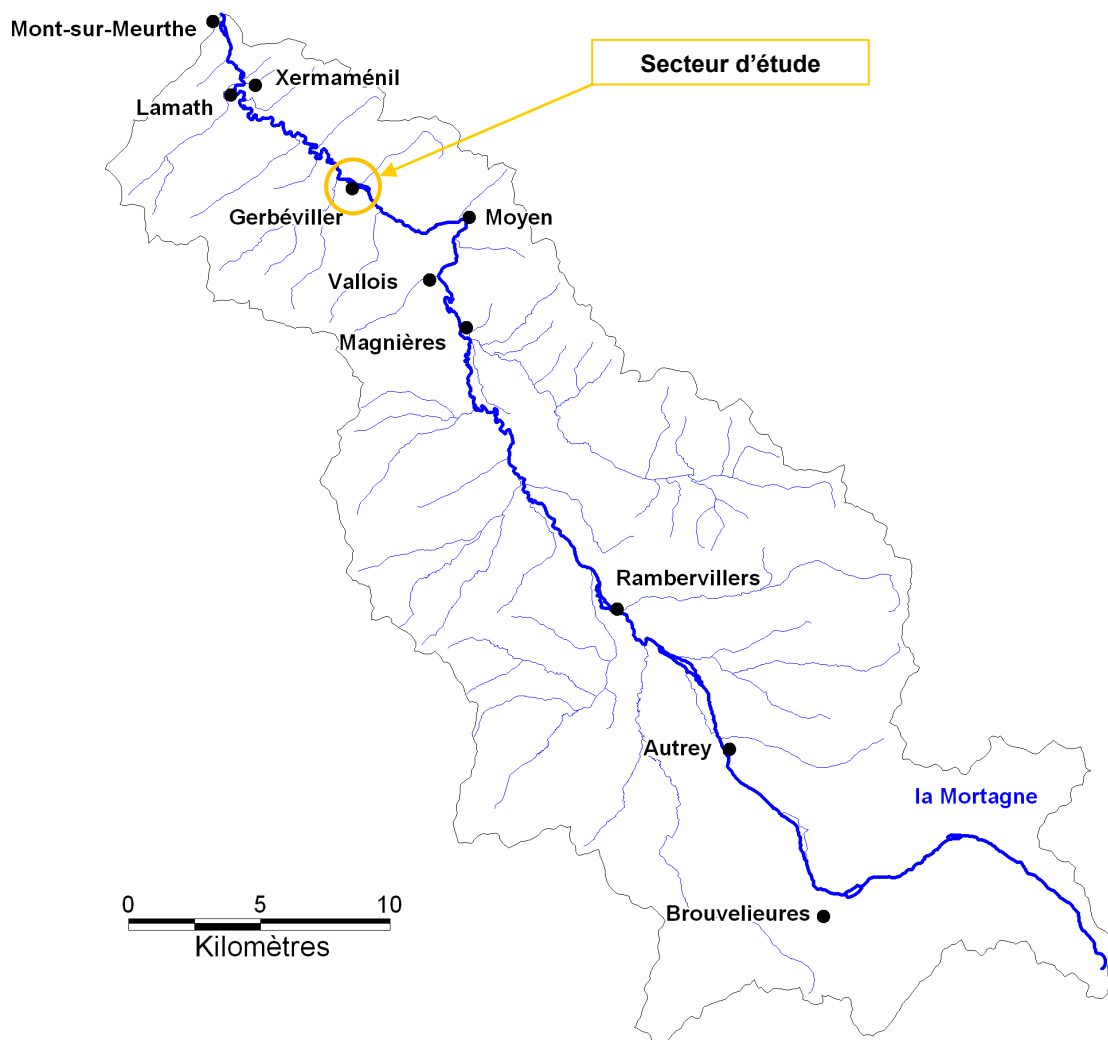 Mont-sur-Meurthe
Secteur d’étude
Xermaménil
Lamath
Gerbéviller
Moyen
Vallois
Magnières
Rambervillers
Autrey
la Mortagne
0 5 10
Brouvelieures
Kilomètres